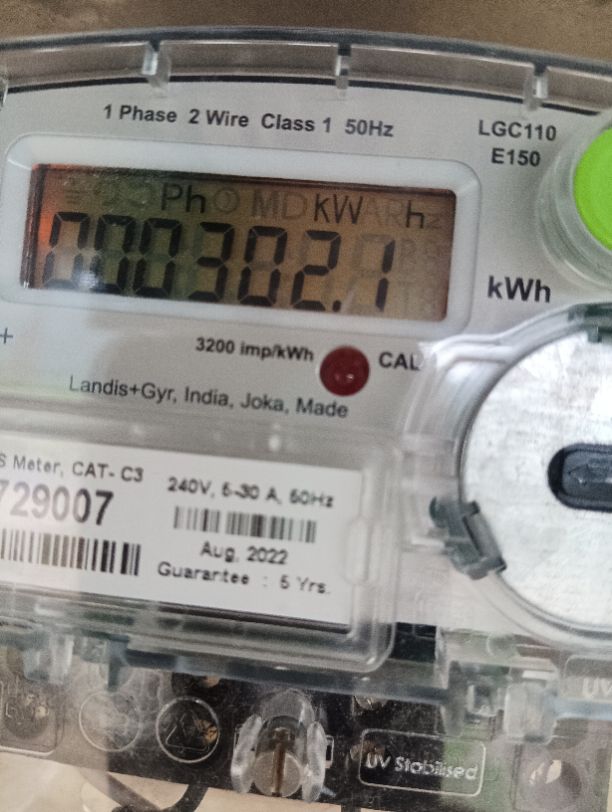 1 Phase 2 Wire Class 1 50Hz
LGC110
E150
Ph MD kWARh
000302.1
kWh
3200 imp/kWh
CAL
Landis+Gyr, India, Joka, Made
S Meter, CAT- C3
729007
240V, 5-30 A, 50Hz
Aug, 2022
Guarantee : 5 Yrs.
UV Stabilised
UV